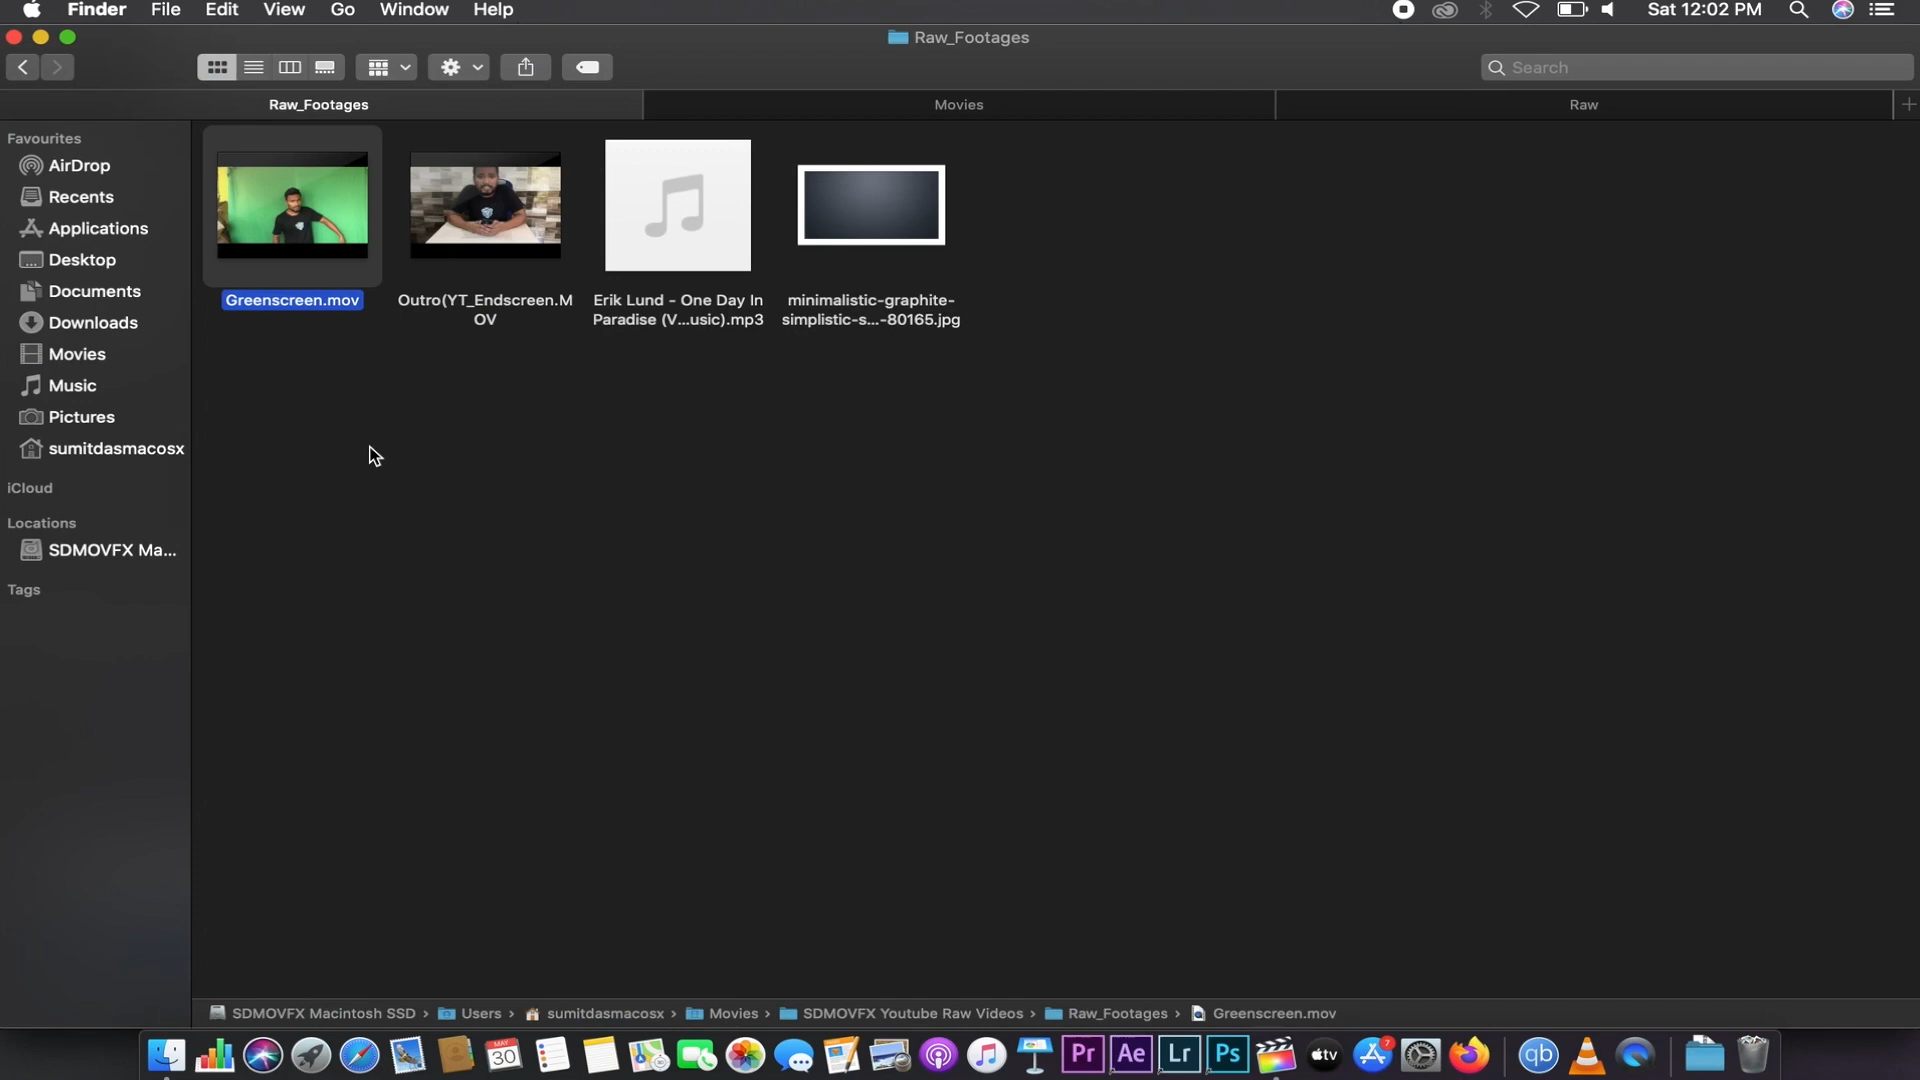 Finder File Edit View Go Window Help Sat 12:02 PM
Raw_Footages
Search
Raw_Footages Movies Raw
Favourites
AirDrop
Recents
Applications
Desktop
Documents
Downloads
Movies
Music
Pictures
sumitdasmacosx
iCloud
Locations
SDMOVFX Ma...
Tags
Greenscreen.mov
Outro(YT_Endscreen.M
OV
Erik Lund - One Day In
Paradise (V...usic).mp3
minimalistic-graphite-
simplistic-s...-80165.jpg
SDMOVFX Macintosh SSD › Users › sumitdasmacosx › Movies › SDMOVFX Youtube Raw Videos › Raw_Footages › Greenscreen.mov
MAY
30
Pr Ae Lr Ps tv 7 qb